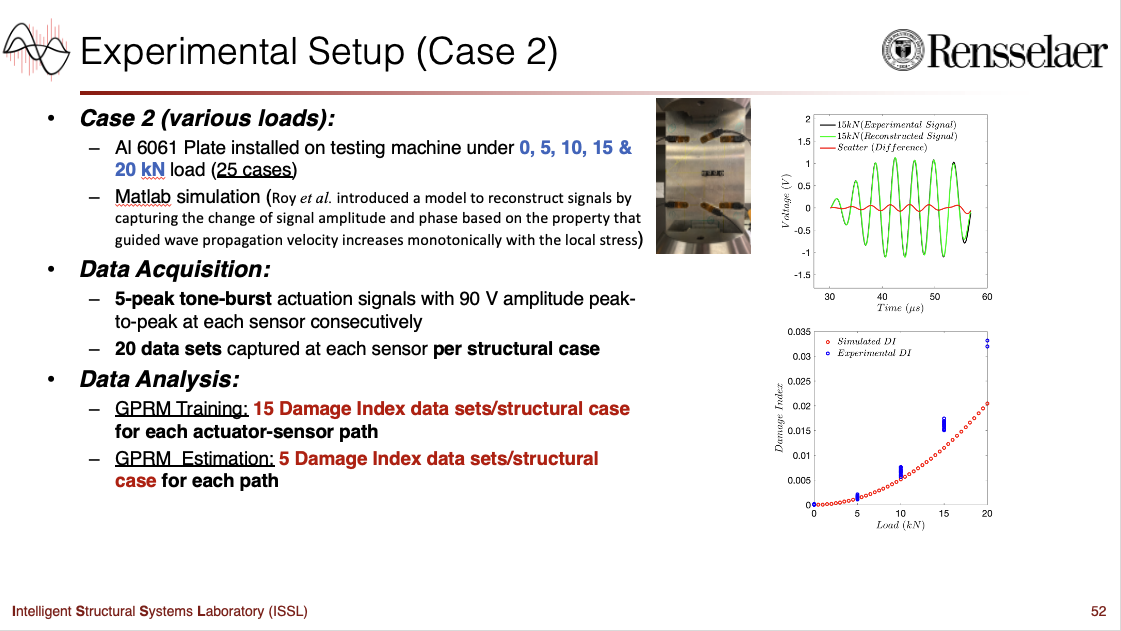 Experimental Setup (Case 2)
Rensselaer
• Case 2 (various loads):
– Al 6061 Plate installed on testing machine under 0, 5, 10, 15 &
20 kN load (25 cases)
– Matlab simulation (Roy et al. introduced a model to reconstruct signals by
capturing the change of signal amplitude and phase based on the property that
guided wave propagation velocity increases monotonically with the local stress)
• Data Acquisition:
– 5-peak tone-burst actuation signals with 90 V amplitude peak-
to-peak at each sensor consecutively
– 20 data sets captured at each sensor per structural case
• Data Analysis:
– GPRM Training: 15 Damage Index data sets/structural case
for each actuator-sensor path
– GPRM Estimation: 5 Damage Index data sets/structural
case for each path
15kN(Experimental Signal)
15kN(Reconstructed Signal)
Scatter (Difference)
2
1.5
1
0.5
0
-0.5
-1
-1.5
Voltage (V)
30 40 50 60
Time (μs)
Simulated DI
Experimental DI
0.035
0.03
0.025
0.02
0.015
0.01
0.005
0
Damage Index
0 5 10 15 20
Load (kN)
Intelligent Structural Systems Laboratory (ISSL)
52